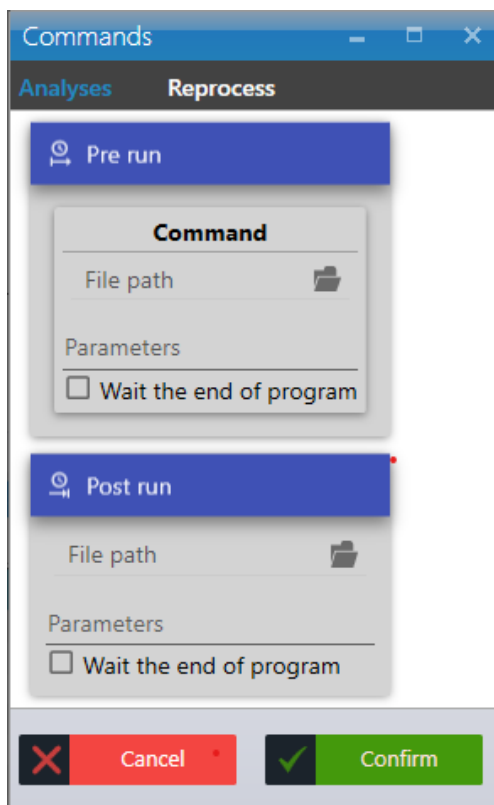 Commands
Analyses Reprocess
Pre run
Command
File path
Parameters
Wait the end of program
Post run
File path
Parameters
Wait the end of program
Cancel Confirm